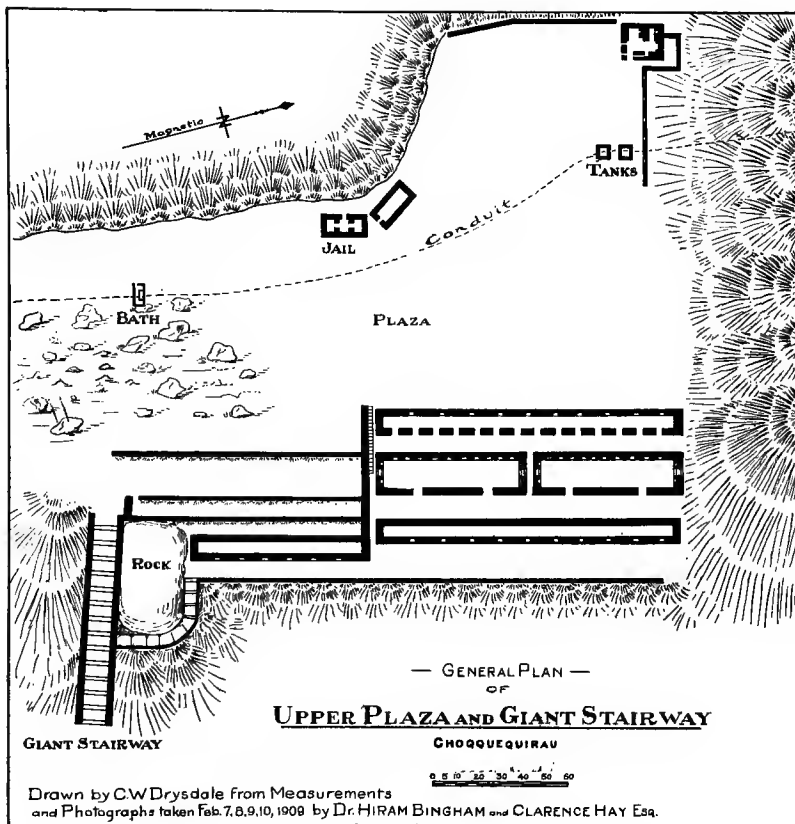 Magnetic N
TANKS
JAIL
Conduit
BATH
PLAZA
ROCK
GIANT STAIRWAY
— GENERAL PLAN —
OF
UPPER PLAZA AND GIANT STAIRWAY
CHOQQUEQUIRAU
0 5 10 20 30 40 50 60
Drawn by C.W Drysdale from Measurements
and Photographs taken Feb. 7, 8, 9, 10, 1909 by Dr. HIRAM BINGHAM and CLARENCE HAY Esq.